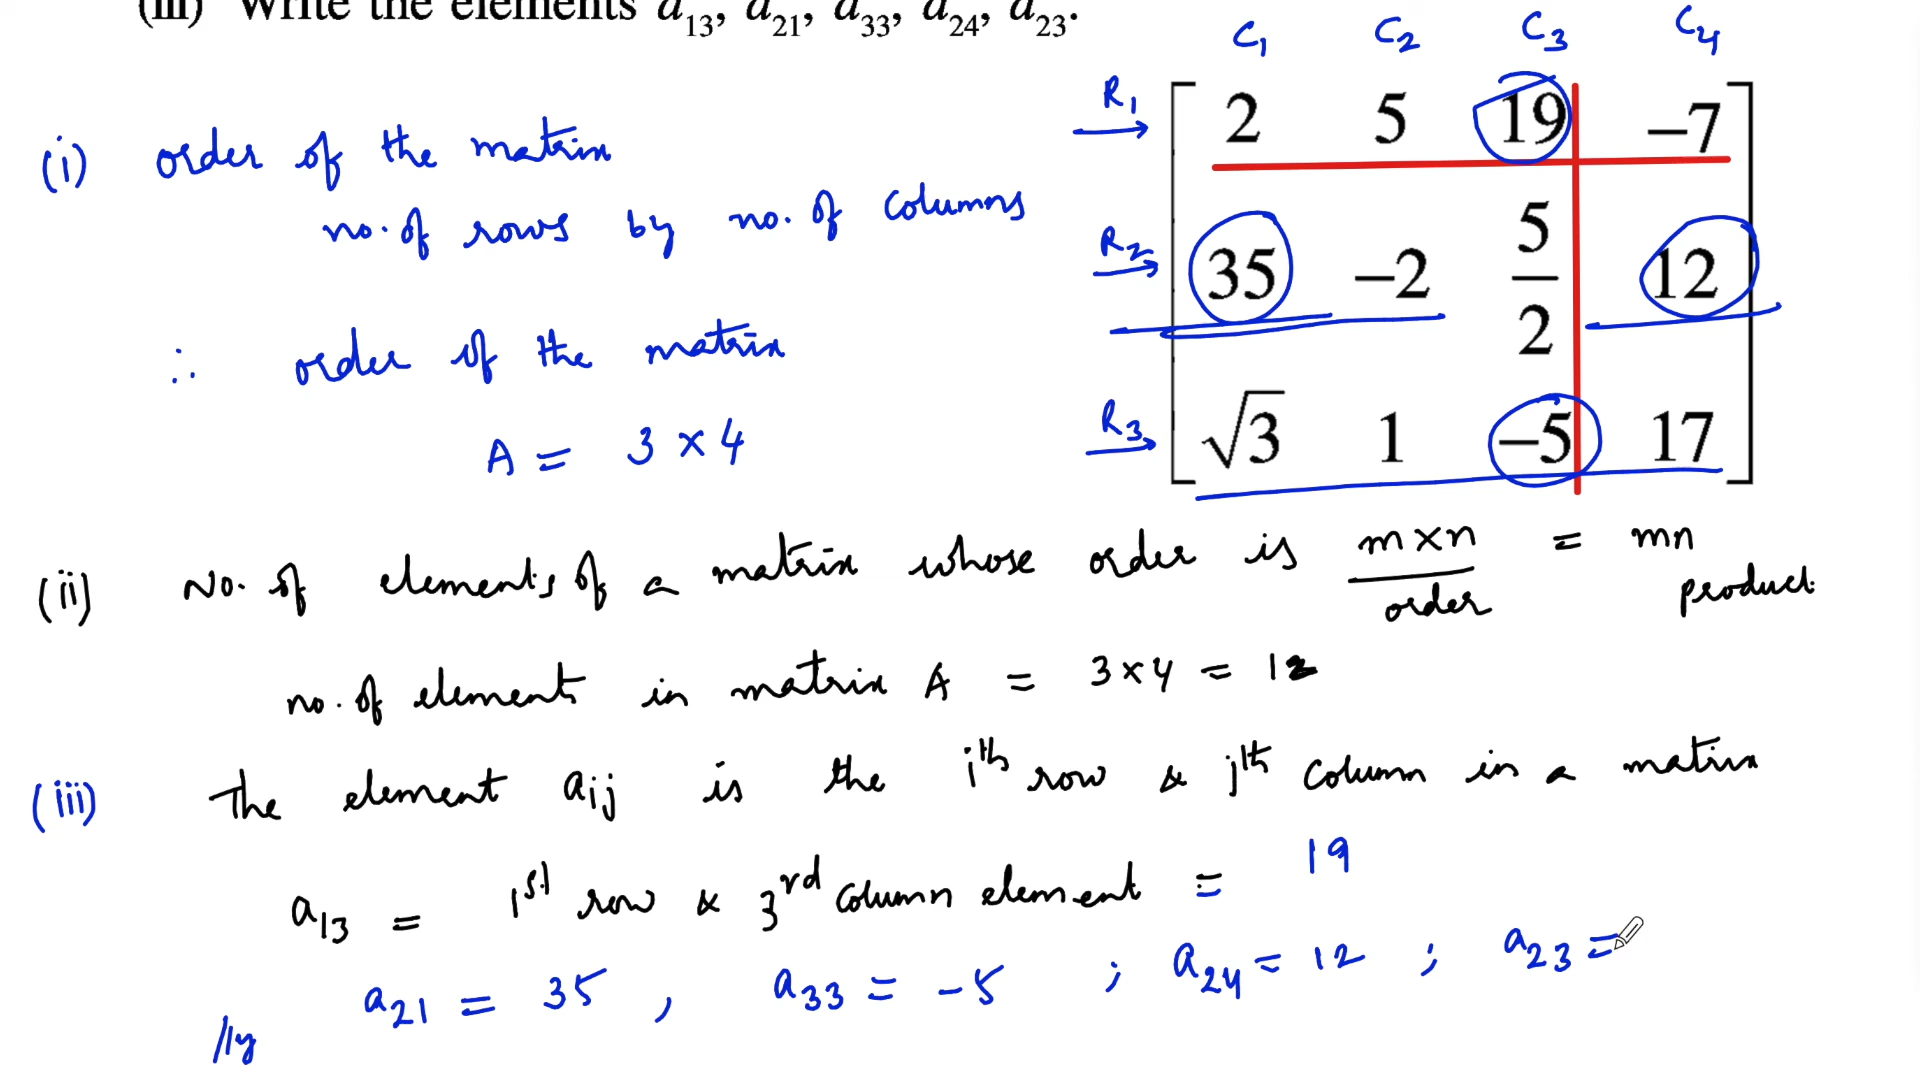 (iii) Write the elements a₁₃, a₂₁, a₃₃, a₂₄, a₂₃.
C₁ C₂ C₃ C₄
R₁ 2 5 19 −7
R₂ 35 −2 5/2 12
R₃ √3 1 −5 17
(i) order of the matrix
no. of rows by no. of columns
∴ order of the matrix
A = 3 × 4
(ii) No. of elements of a matrix whose order is m×n = mn
order product
no. of element in matrix A = 3×4 = 12
(iii) The element aᵢⱼ is the iᵗʰ row & jᵗʰ column in a matrix
a₁₃ = 1ˢᵗ row & 3ʳᵈ column element = 19
//ly a₂₁ = 35 , a₃₃ = −5 ; a₂₄ = 12 ; a₂₃ =